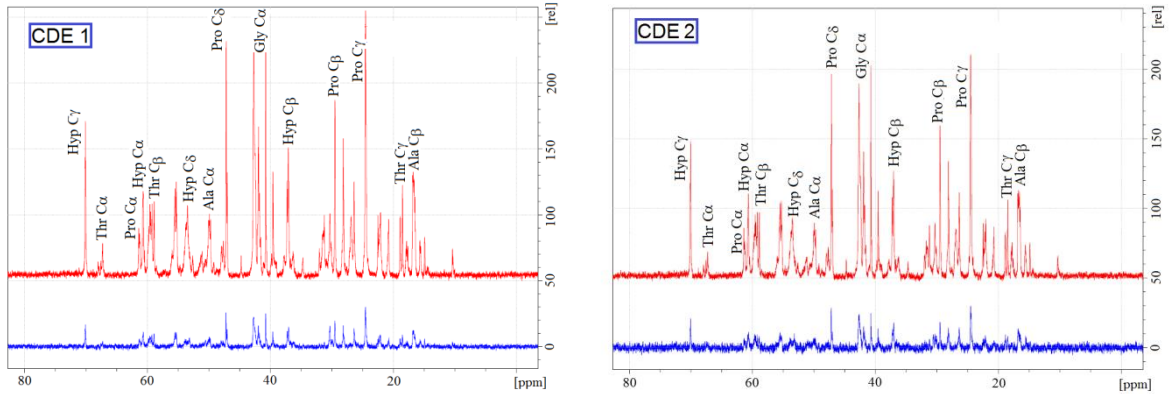 CDE 1
[rel]
200
150
100
50
0
Hyp Cγ
Thr Cα
Pro Cα
Hyp Cα
Thr Cβ
Hyp Cδ
Ala Cα
Pro Cδ
Gly Cα
Hyp Cβ
Pro Cβ
Pro Cγ
Thr Cγ
Ala Cβ
80
60
40
20
[ppm]
CDE 2
[rel]
200
150
100
50
0
Hyp Cγ
Thr Cα
Pro Cα
Hyp Cα
Thr Cβ
Hyp Cδ
Ala Cα
Pro Cδ
Gly Cα
Hyp Cβ
Pro Cβ
Pro Cγ
Thr Cγ
Ala Cβ
80
60
40
20
[ppm]